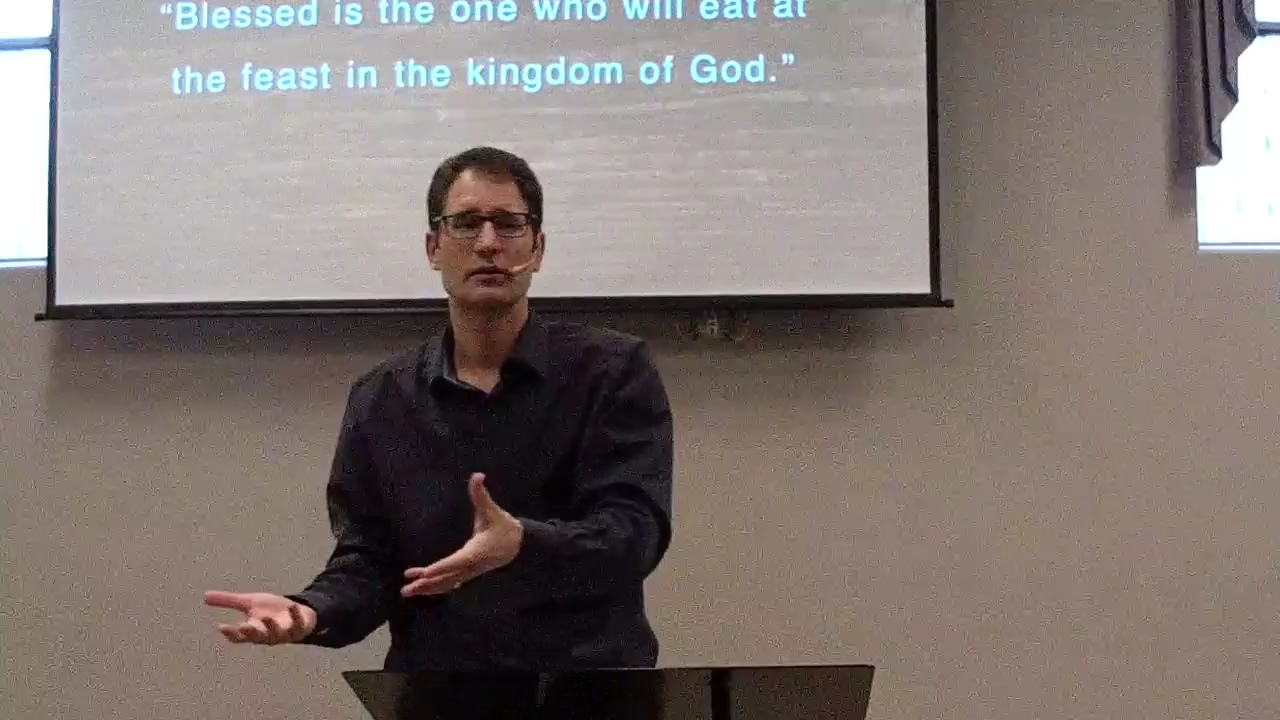 “Blessed is the one who will eat at
the feast in the kingdom of God.”